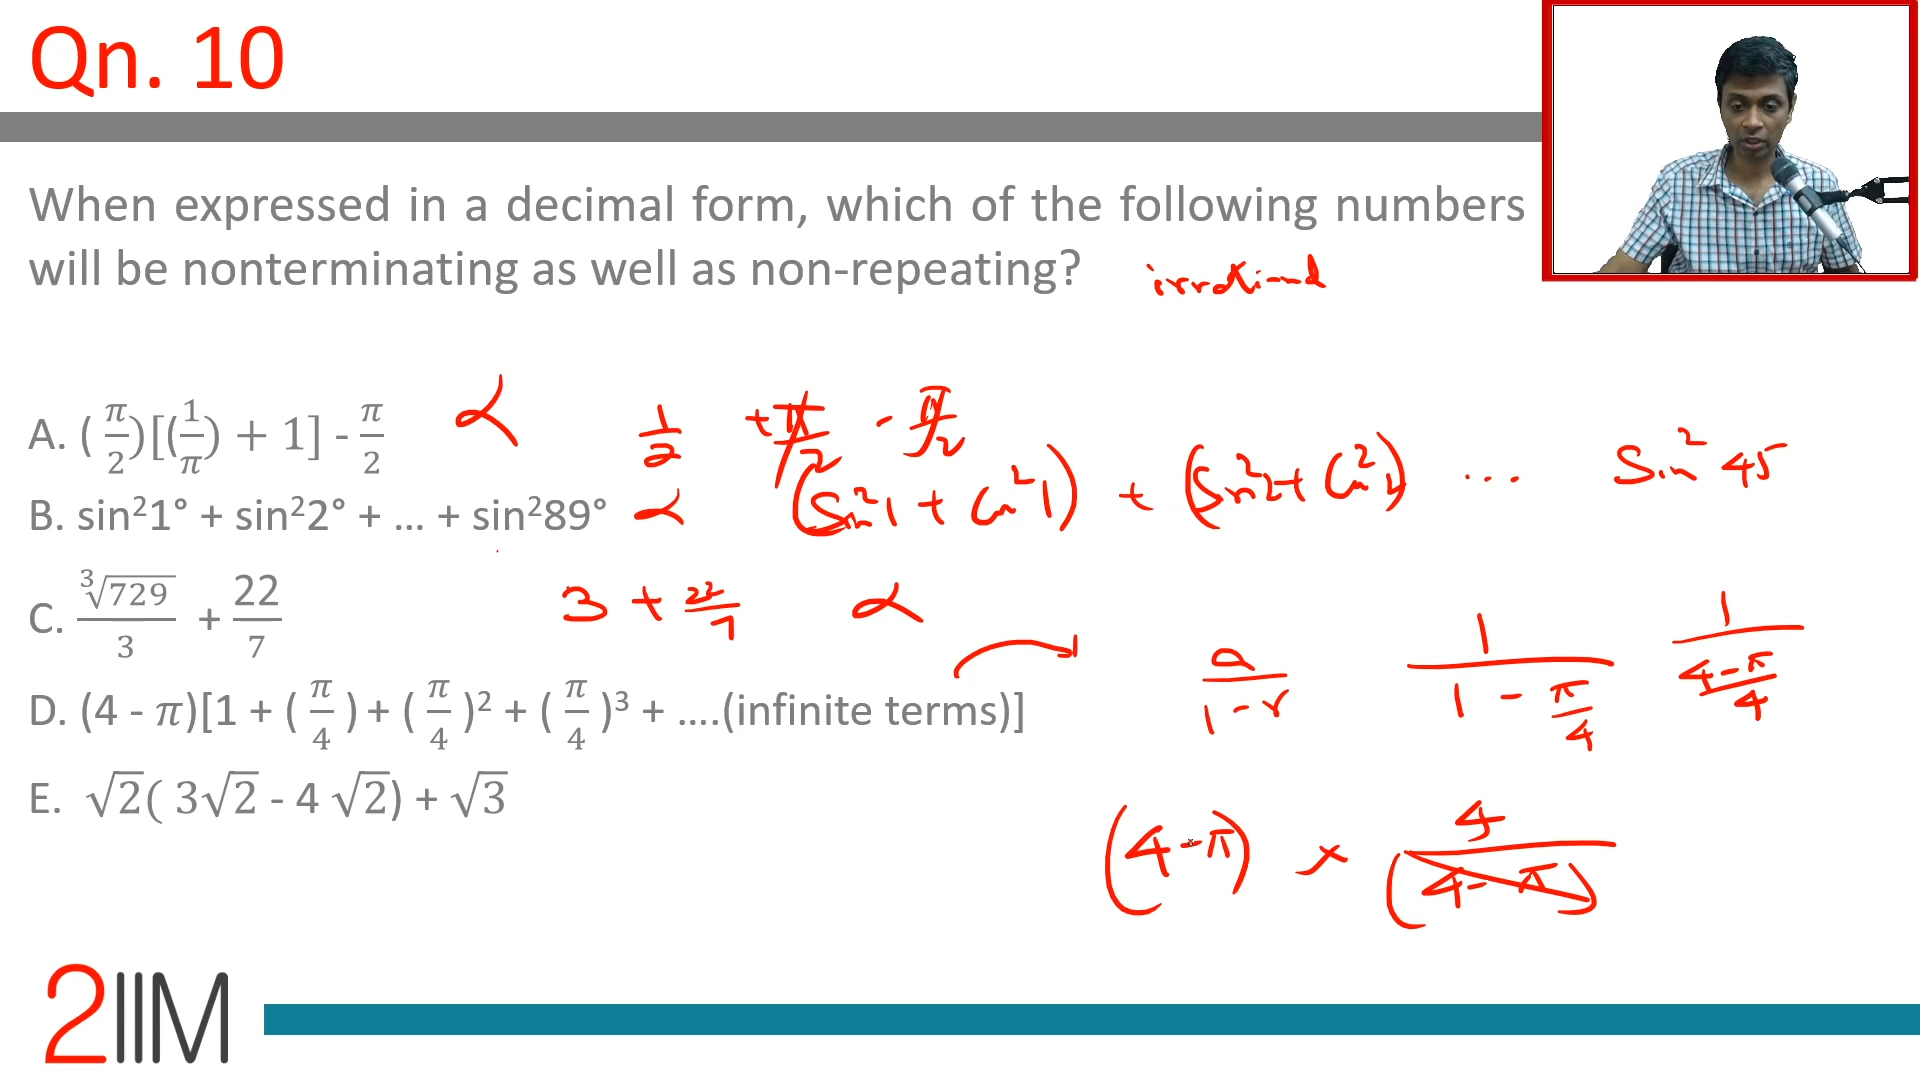 Qn. 10
When expressed in a decimal form, which of the following numbers
will be nonterminating as well as non-repeating?
irrational
A. (π/2)[(1/π) + 1] - π/2
∝ 1/2 + π/2 - π/2
B. sin²1° + sin²2° + ... + sin²89°
∝ (Sin²1 + Cos²1) + (Sin²2 + Cos²2) ... Sin²45
C. ∛729/3 + 22/7
3 + 22/7 ∝
D. (4 - π)[1 + (π/4) + (π/4)² + (π/4)³ + ....(infinite terms)]
a/(1-r) 1/(1 - π/4) 1/((4-π)/4)
E. √2( 3√2 - 4 √2) + √3
(4-π) × 4/(4-π)
2IIM